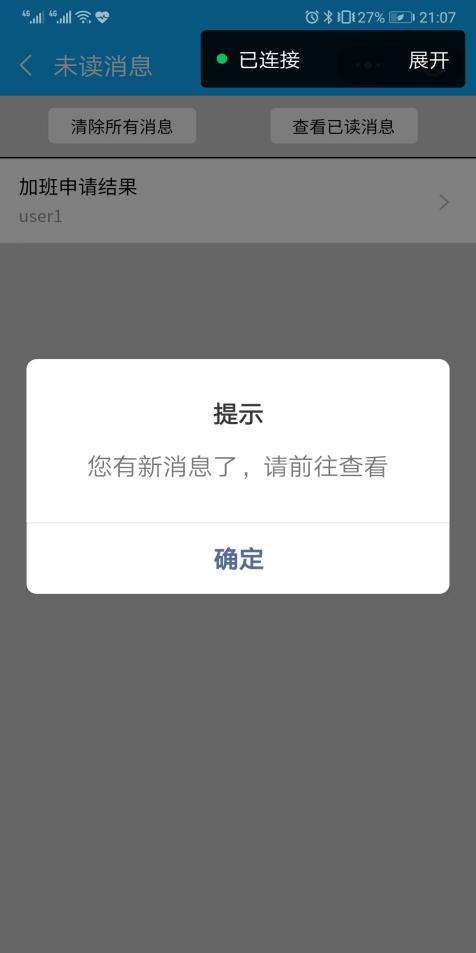 4G 4G 27% 21:07
未读消息
已连接 展开
清除所有消息 查看已读消息
加班申请结果
user1
提示
您有新消息了，请前往查看
确定